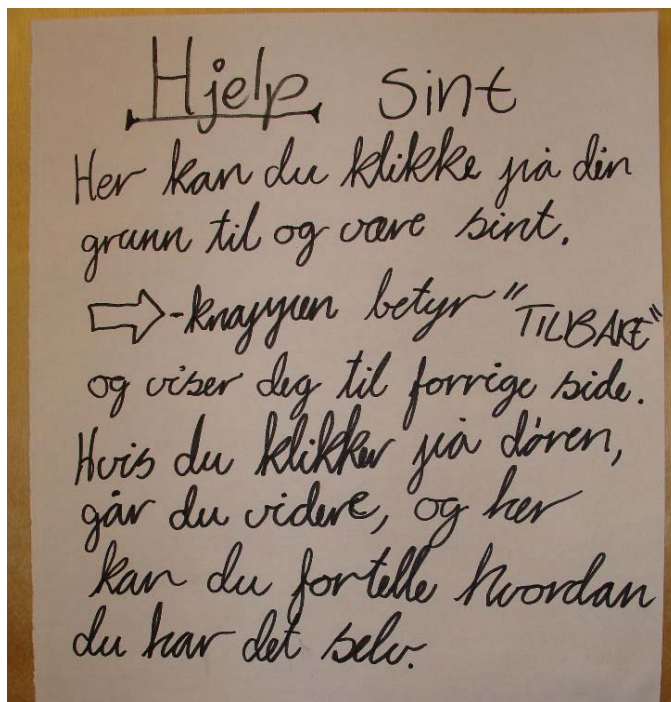 Hjelp sint
Her kan du klikke på din
grunn til og være sint.
⇨-knappen betyr "TILBAKE"
og viser deg til forrige side.
Hvis du klikker på døren,
går du videre, og her
kan du fortelle hvordan
du har det selv.